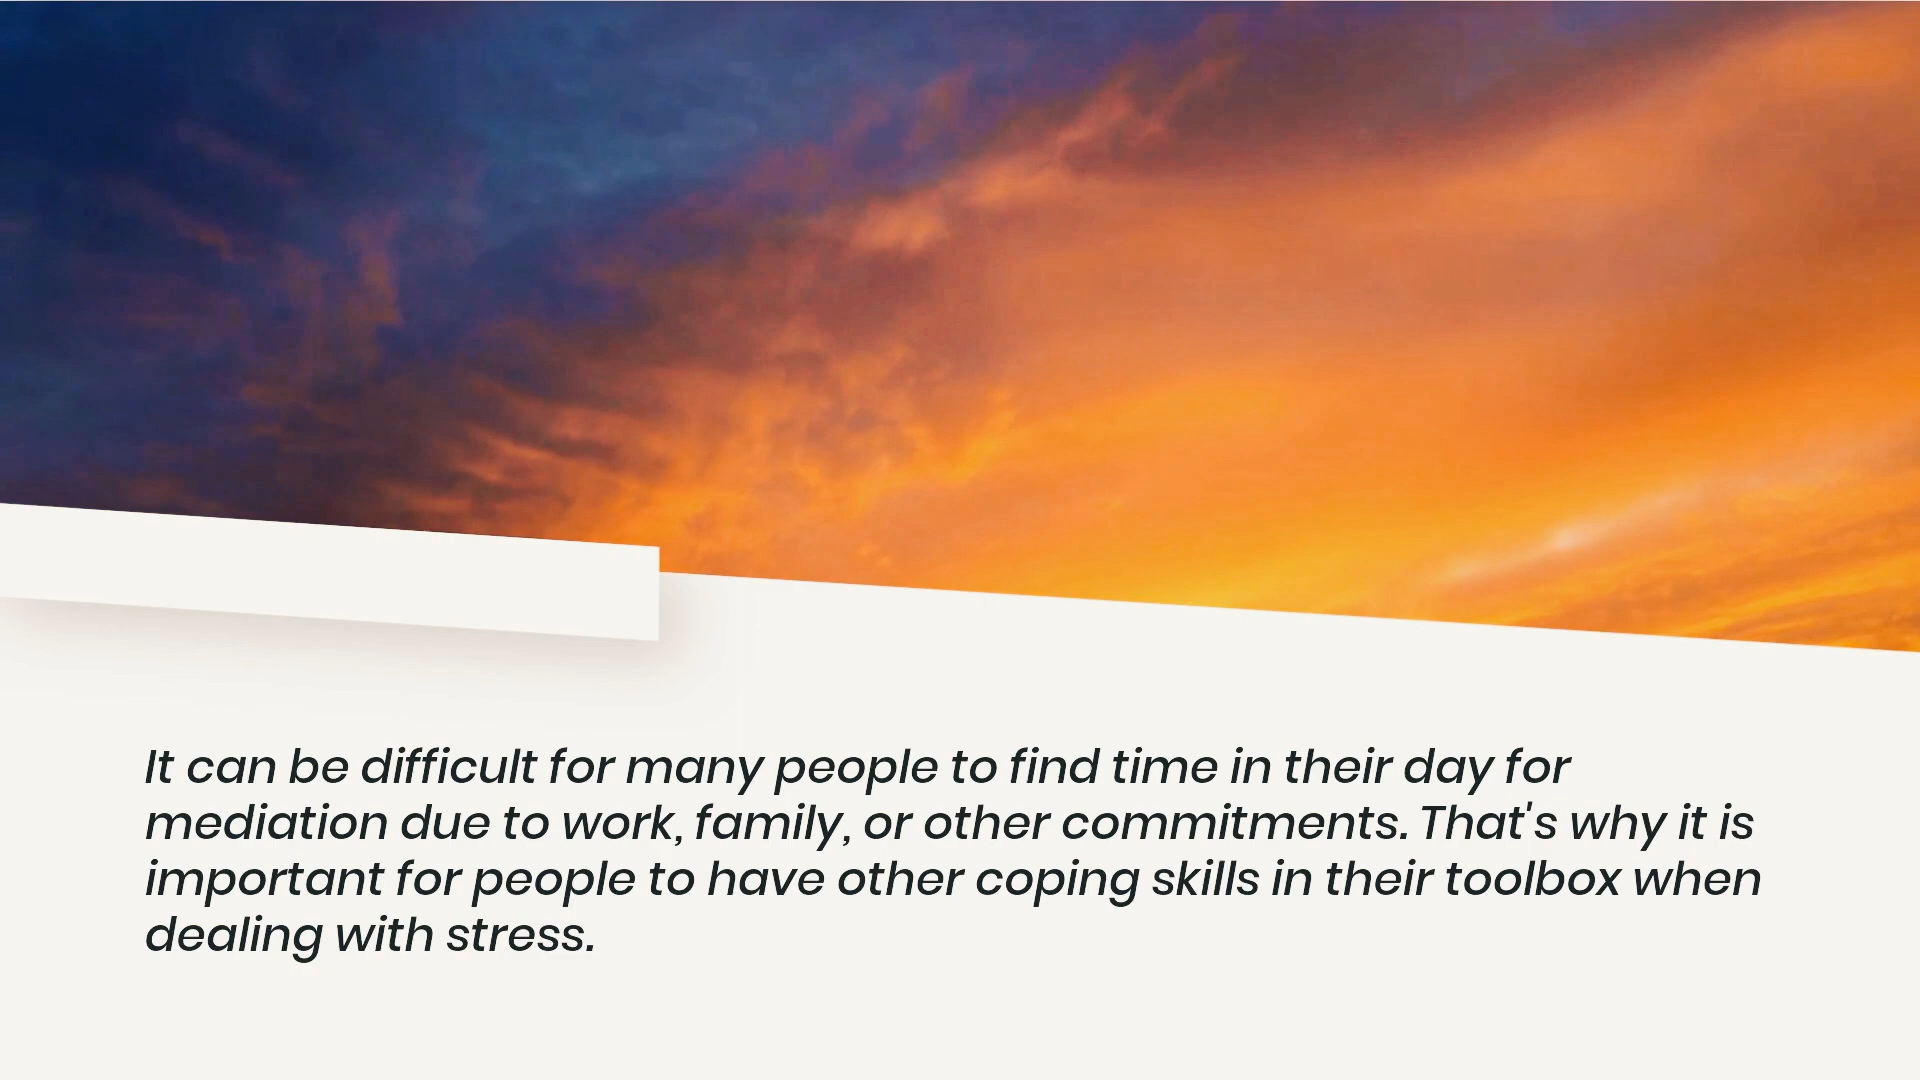 It can be difficult for many people to find time in their day for
mediation due to work, family, or other commitments. That's why it is
important for people to have other coping skills in their toolbox when
dealing with stress.